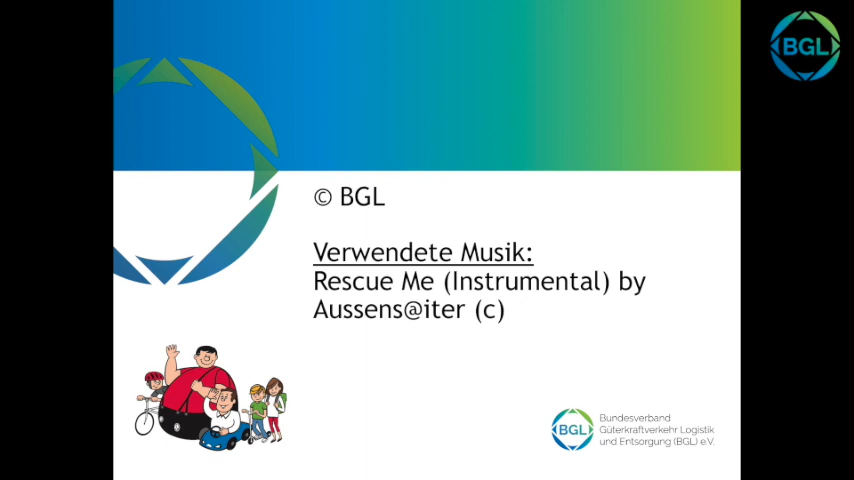 BGL
© BGL
Verwendete Musik:
Rescue Me (Instrumental) by
Aussens@iter (c)
BGL
Bundesverband
Güterkraftverkehr Logistik
und Entsorgung (BGL) e.V.